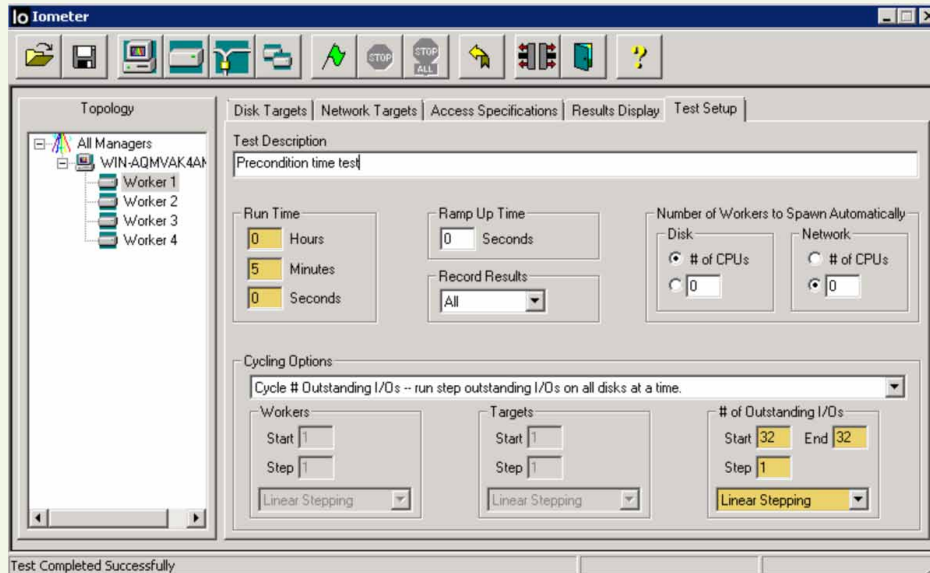 Iometer
STOP
STOP ALL
Topology
All Managers
WIN-AQMVAK4AM
Worker 1
Worker 2
Worker 3
Worker 4
Disk Targets Network Targets Access Specifications Results Display Test Setup
Test Description
Precondition time test
Run Time
0 Hours
5 Minutes
0 Seconds
Ramp Up Time
0 Seconds
Record Results
All
Number of Workers to Spawn Automatically
Disk
# of CPUs
0
Network
# of CPUs
0
Cycling Options
Cycle # Outstanding I/Os -- run step outstanding I/Os on all disks at a time.
Workers
Start 1
Step 1
Linear Stepping
Targets
Start 1
Step 1
Linear Stepping
# of Outstanding I/Os
Start 32 End 32
Step 1
Linear Stepping
Test Completed Successfully